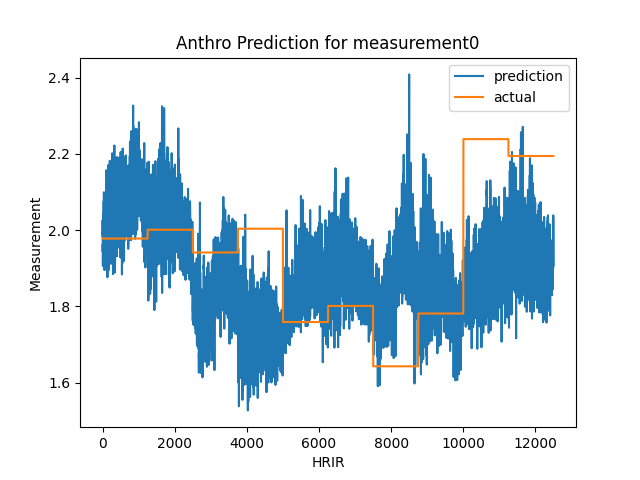 Anthro Prediction for measurement0
prediction
actual
2.4
2.2
2.0
1.8
1.6
Measurement
0 2000 4000 6000 8000 10000 12000
HRIR